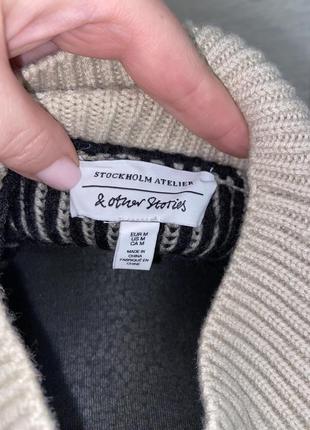 STOCKHOLM ATELIER
& other Stories
EUR M
US M
CA M
MADE IN
CHINA
FABRIQUÉ EN
CHINE